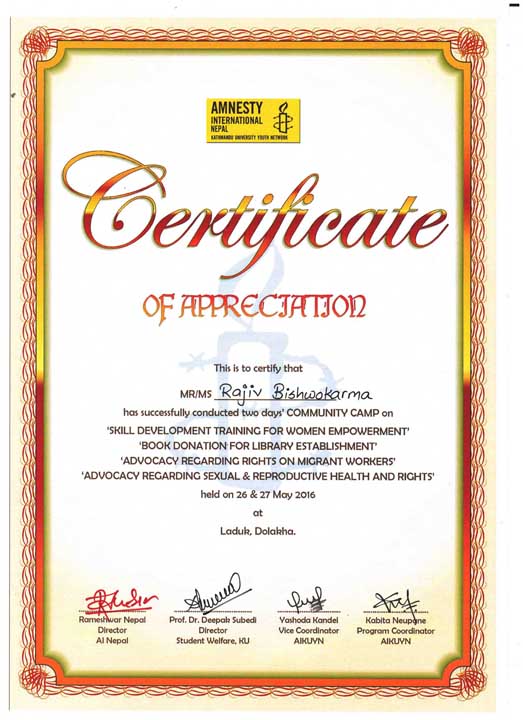 AMNESTY
INTERNATIONAL
NEPAL
KATHMANDU UNIVERSITY YOUTH NETWORK
Certificate
OF APPRECIATION
This is to certify that
MR/MS Rajiv Bishwokarma
has successfully conducted two days' COMMUNITY CAMP on
'SKILL DEVELOPMENT TRAINING FOR WOMEN EMPOWERMENT'
'BOOK DONATION FOR LIBRARY ESTABLISHMENT'
'ADVOCACY REGARDING RIGHTS ON MIGRANT WORKERS'
'ADVOCACY REGARDING SEXUAL & REPRODUCTIVE HEALTH AND RIGHTS'
held on 26 & 27 May 2016
at
Laduk, Dolakha.
Rameshwar Nepal
Director
AI Nepal
Prof. Dr. Deepak Subedi
Director
Student Welfare, KU
Yashoda Kandel
Vice Coordinator
AIKUYN
Kabita Neupane
Program Coordinator
AIKUYN